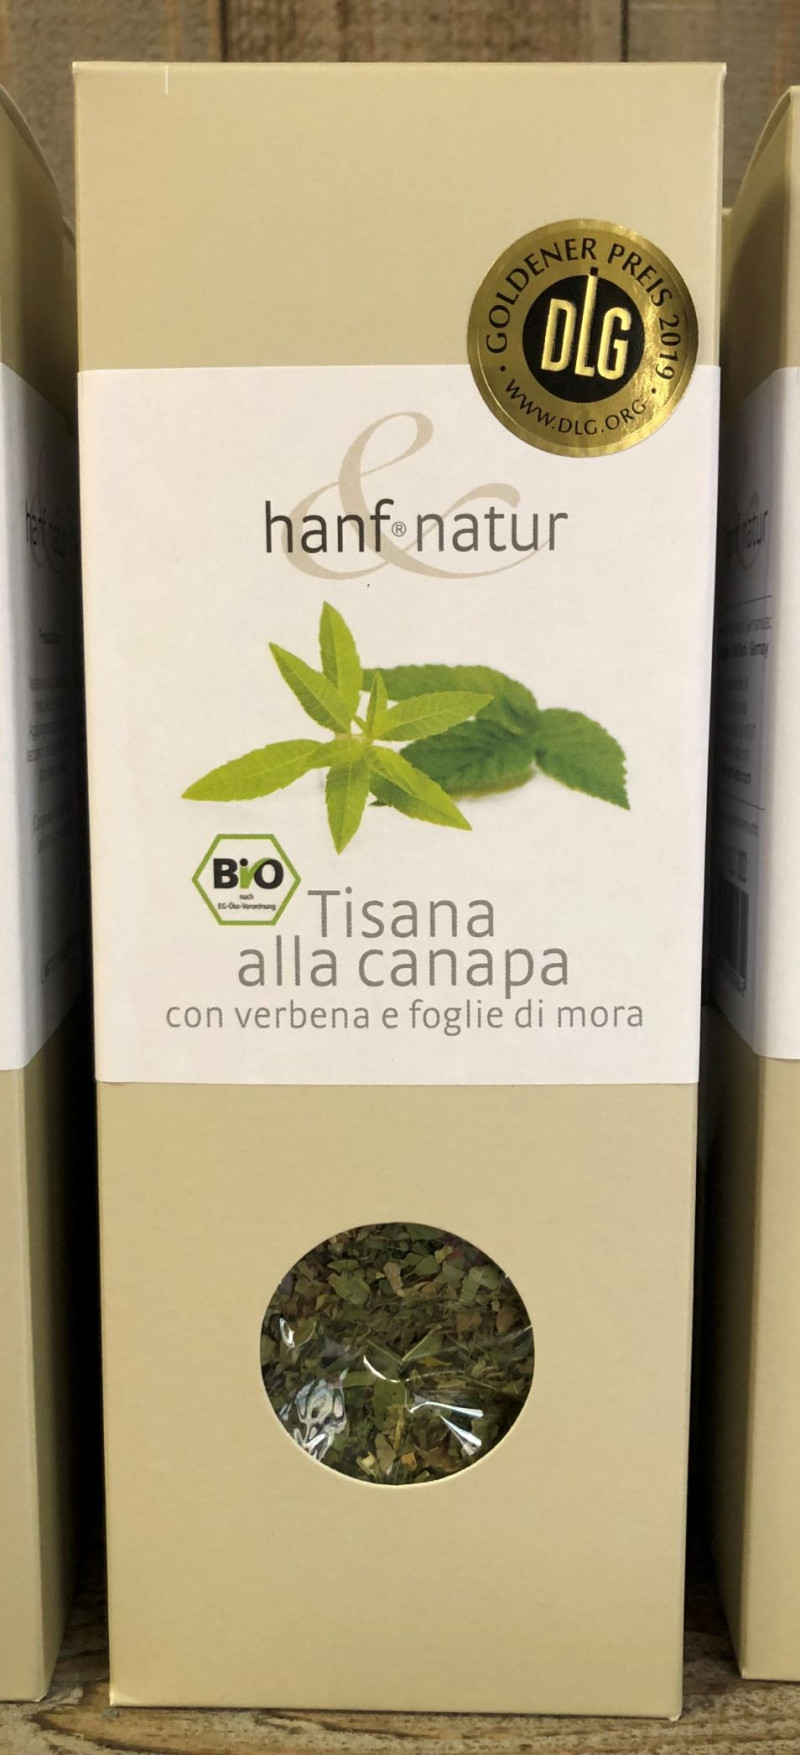 GOLDENER PREIS 2019
DLG
WWW.DLG.ORG
&
hanf® natur
BIO
nach
EG-Öko-Verordnung
Tisana
alla canapa
con verbena e foglie di mora